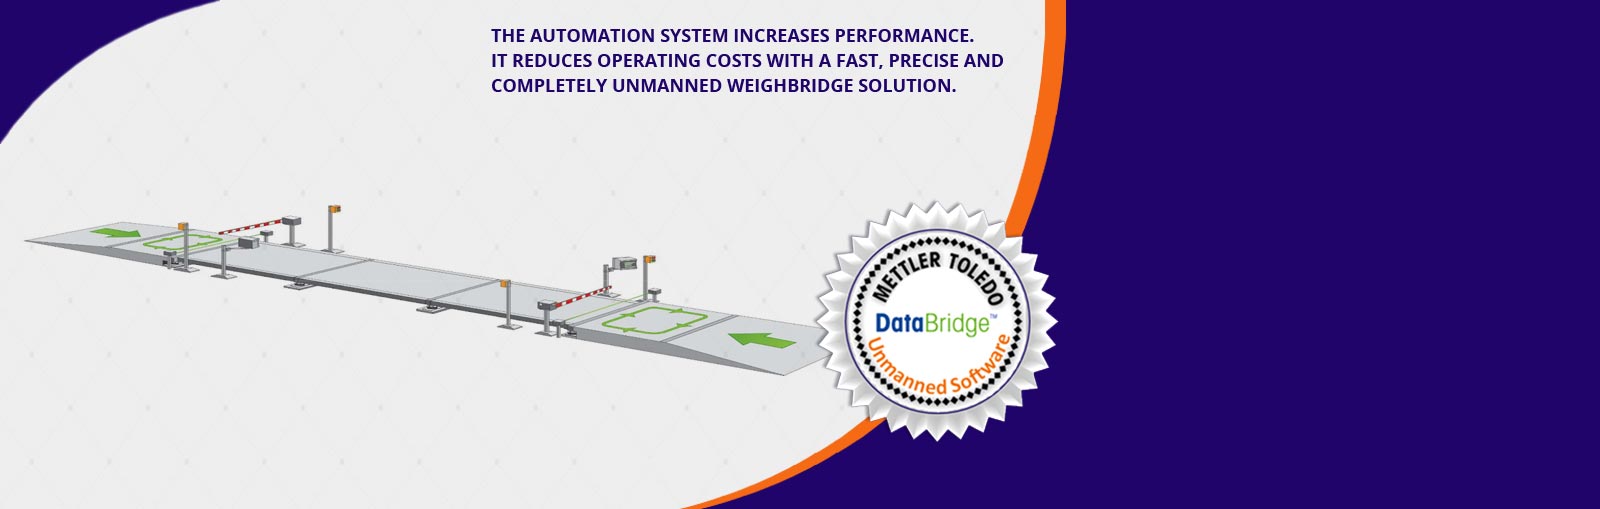 THE AUTOMATION SYSTEM INCREASES PERFORMANCE.
IT REDUCES OPERATING COSTS WITH A FAST, PRECISE AND
COMPLETELY UNMANNED WEIGHBRIDGE SOLUTION.
METTLER TOLEDO
DataBridge™
Unmanned Software